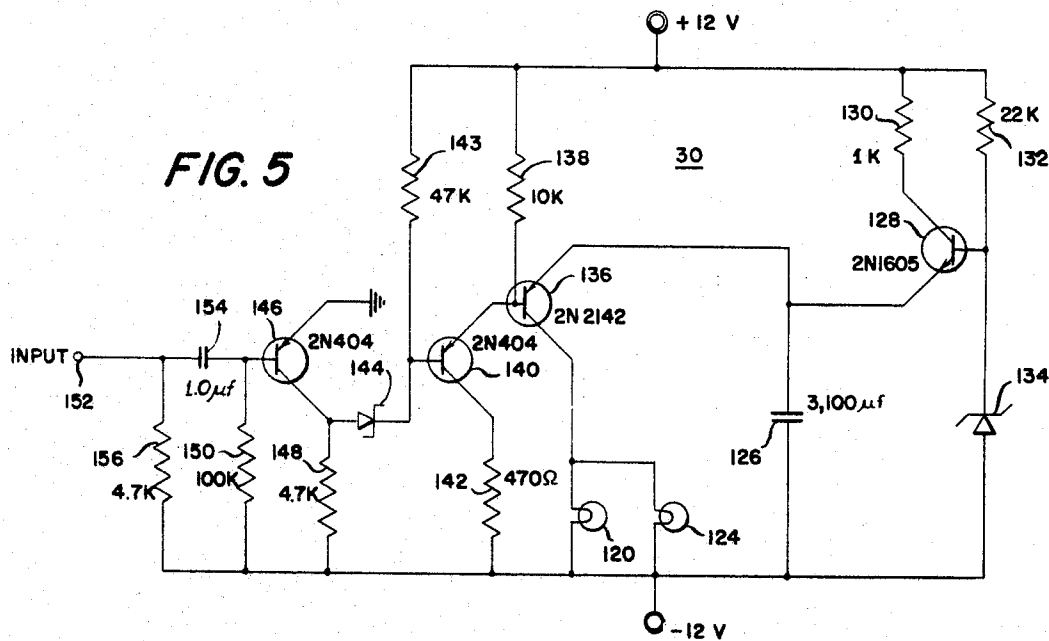 +12 V
FIG. 5
143
47K
138
10K
30
130
1K
22K
132
128
2N1605
136
2N2142
154
146
2N404
144
2N404
140
INPUT
152
1.0μf
156
4.7K
150
100K
148
4.7K
142
470Ω
120
124
3,100μf
126
134
-12 V